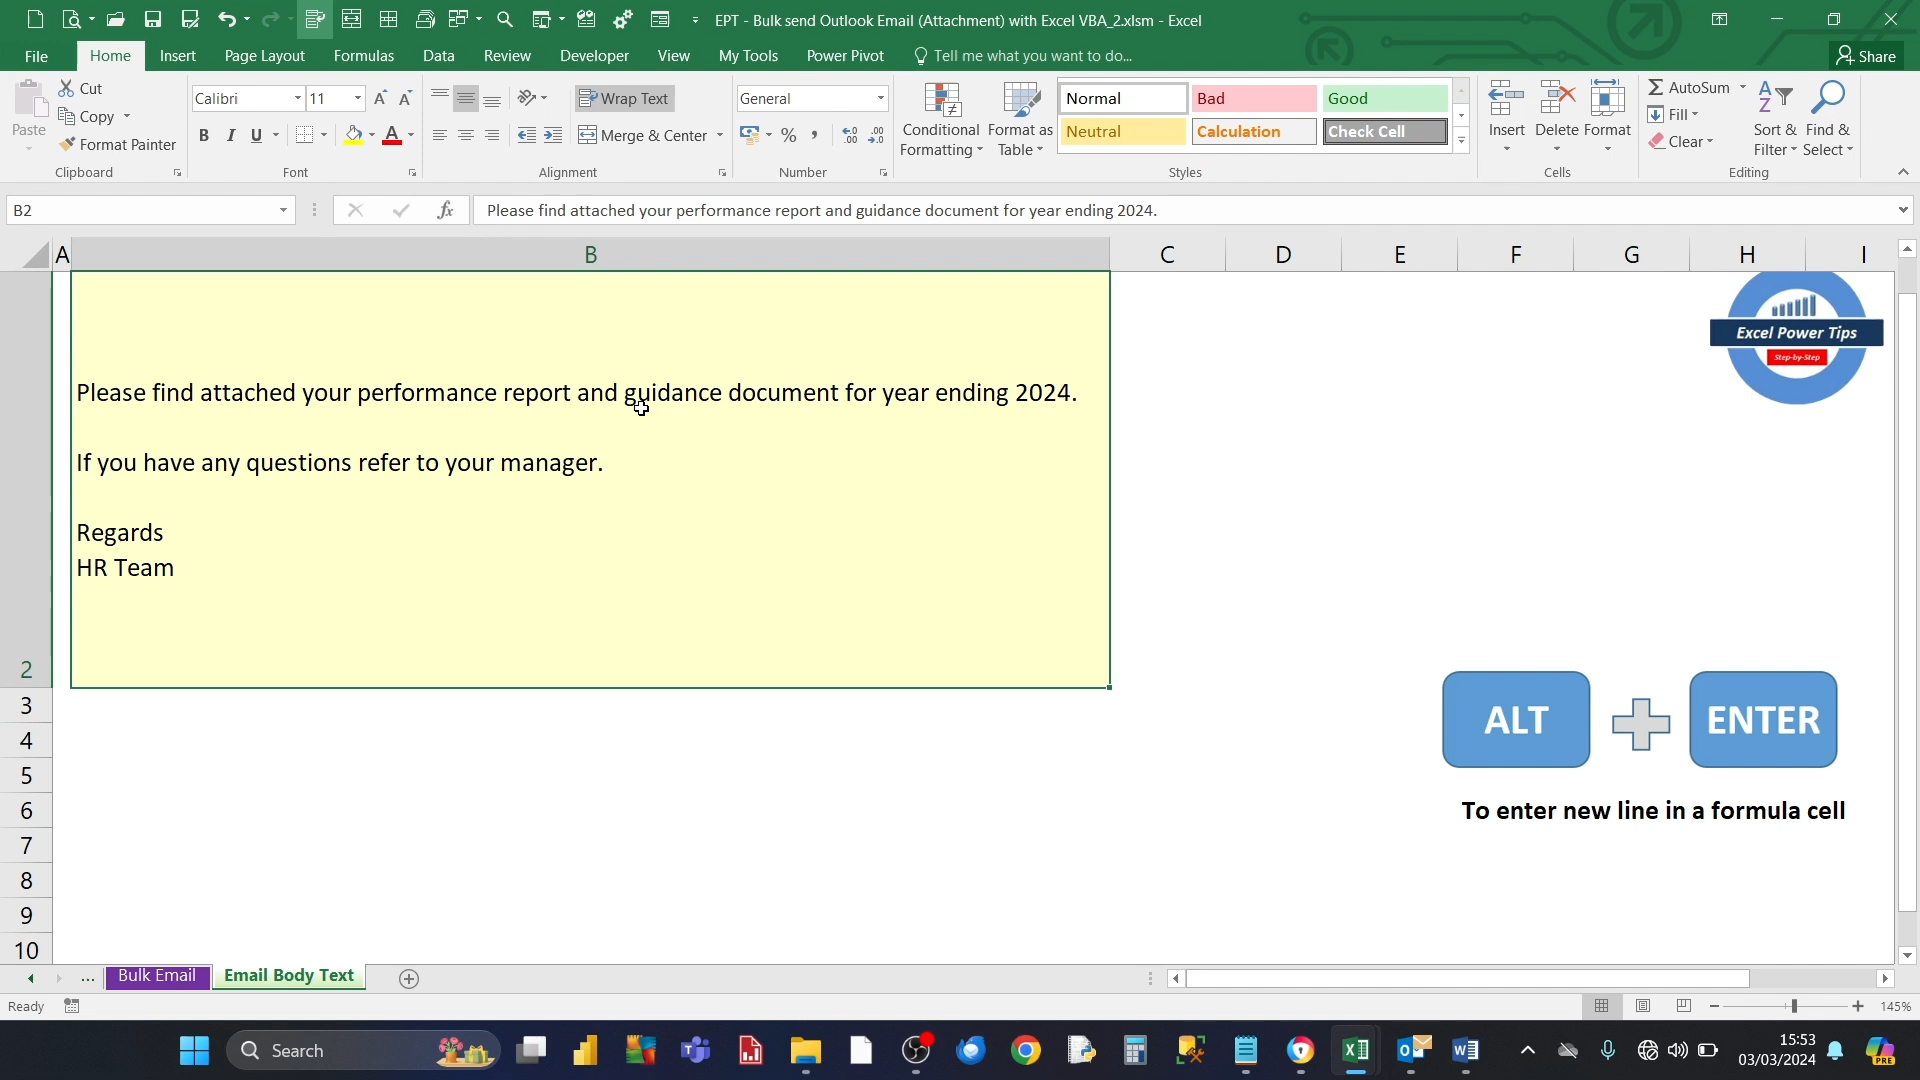 EPT - Bulk send Outlook Email (Attachment) with Excel VBA_2.xlsm - Excel
File Home Insert Page Layout Formulas Data Review Developer View My Tools Power Pivot Tell me what you want to do... Share
Paste
Cut
Copy
Format Painter
Clipboard
Calibri 11
B I U
Font
Wrap Text
Merge & Center
Alignment
General
Number
Conditional Formatting
Format as Table
Normal Bad Good
Neutral Calculation Check Cell
Styles
Insert Delete Format
Cells
AutoSum
Fill
Clear
Sort & Filter
Find & Select
Editing
B2 fx Please find attached your performance report and guidance document for year ending 2024.
A B C D E F G H I
Excel Power Tips
Step-by-Step
Please find attached your performance report and guidance document for year ending 2024.
If you have any questions refer to your manager.
Regards
HR Team
2
3
4
5
6
7
8
9
10
ALT ENTER
To enter new line in a formula cell
... Bulk Email Email Body Text
Ready 145%
Search
15:53
03/03/2024
PRE